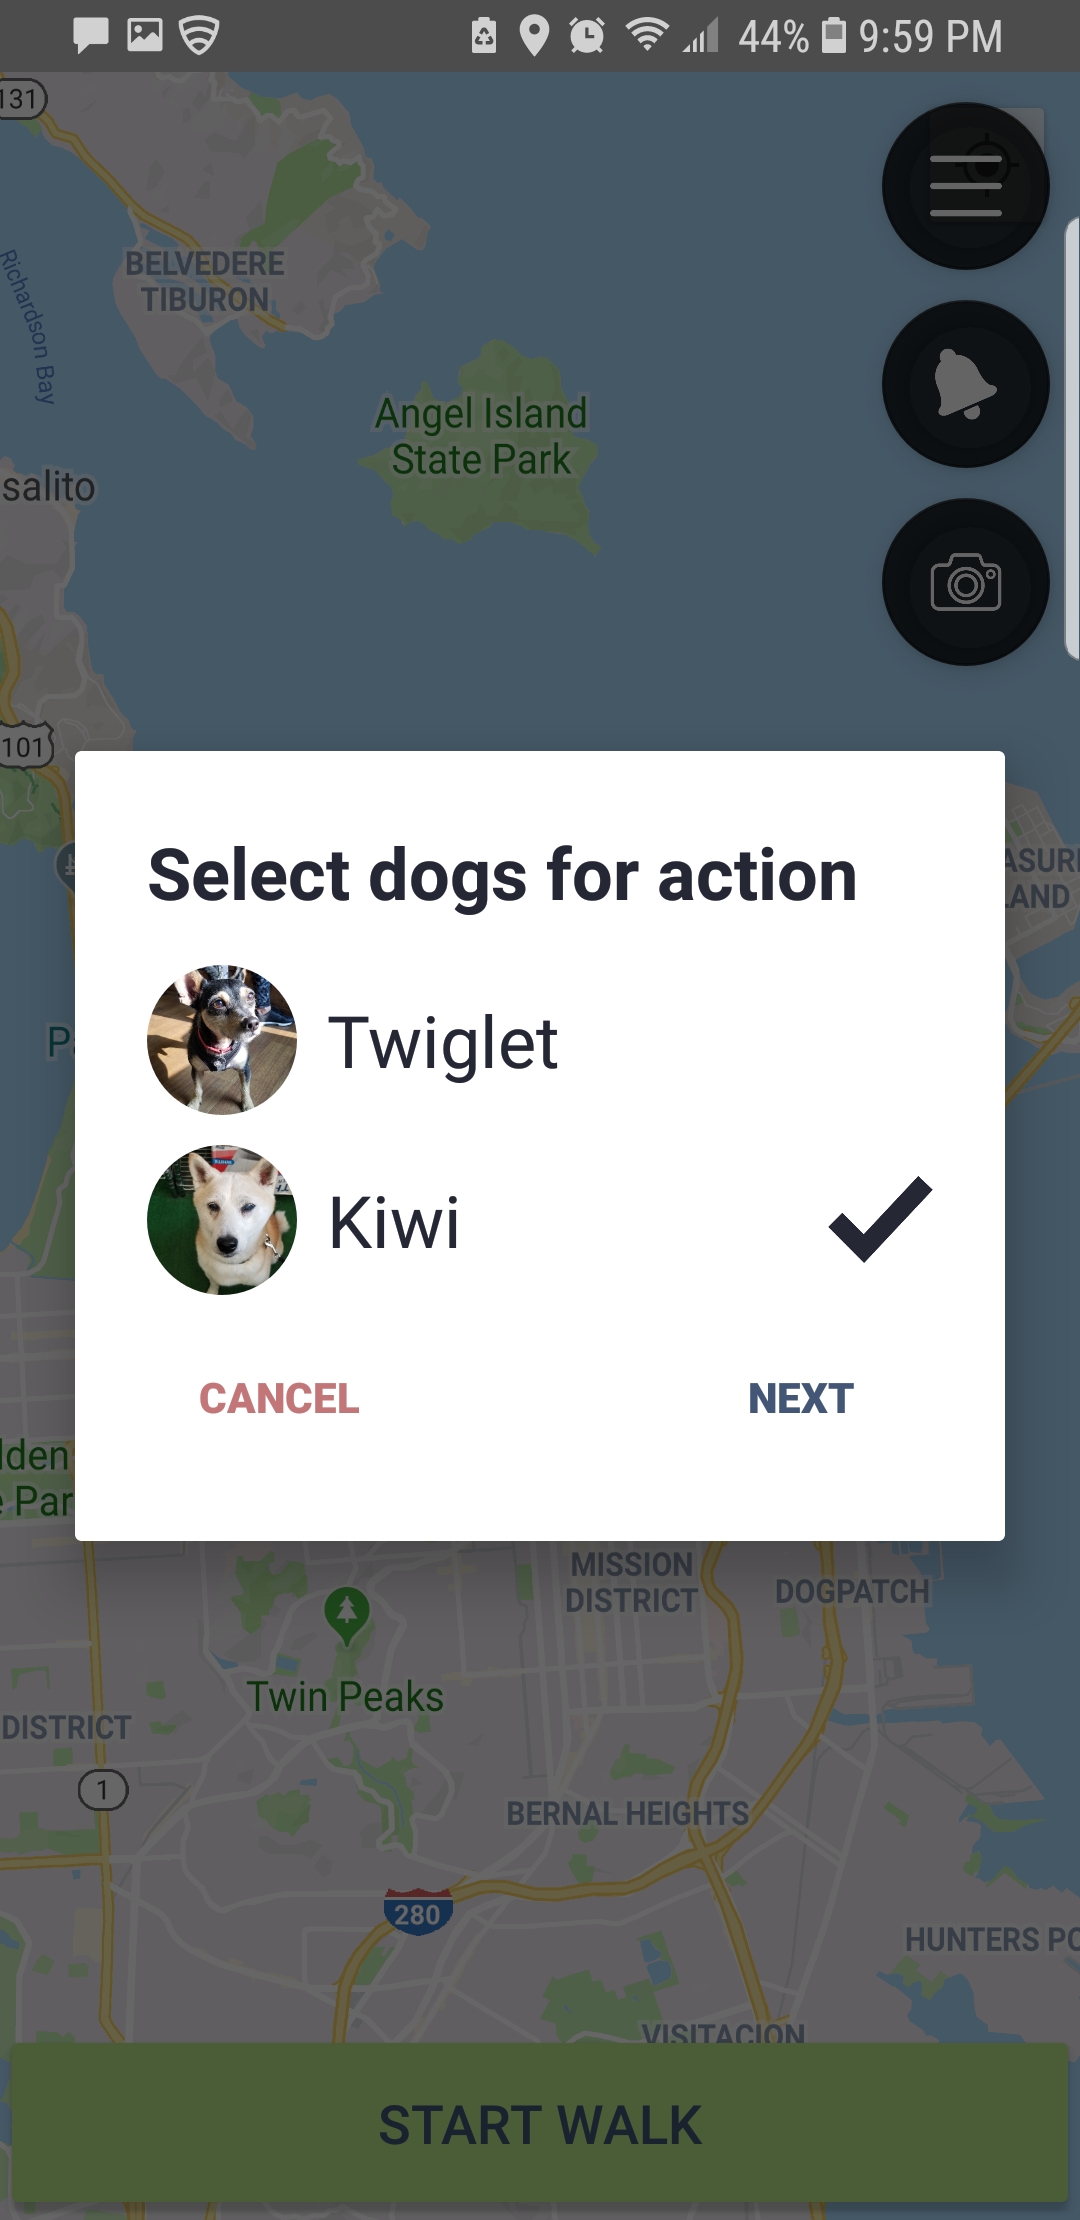 44% 9:59 PM
131
BELVEDERE
TIBURON
Richardson Bay
Angel Island
State Park
salito
101
Select dogs for action
ASUR
LAND
Twiglet
P
Kiwi
CANCEL
NEXT
lden
e Par
MISSION
DISTRICT
DOGPATCH
Twin Peaks
DISTRICT
1
BERNAL HEIGHTS
280
HUNTERS PO
VISITACION
START WALK